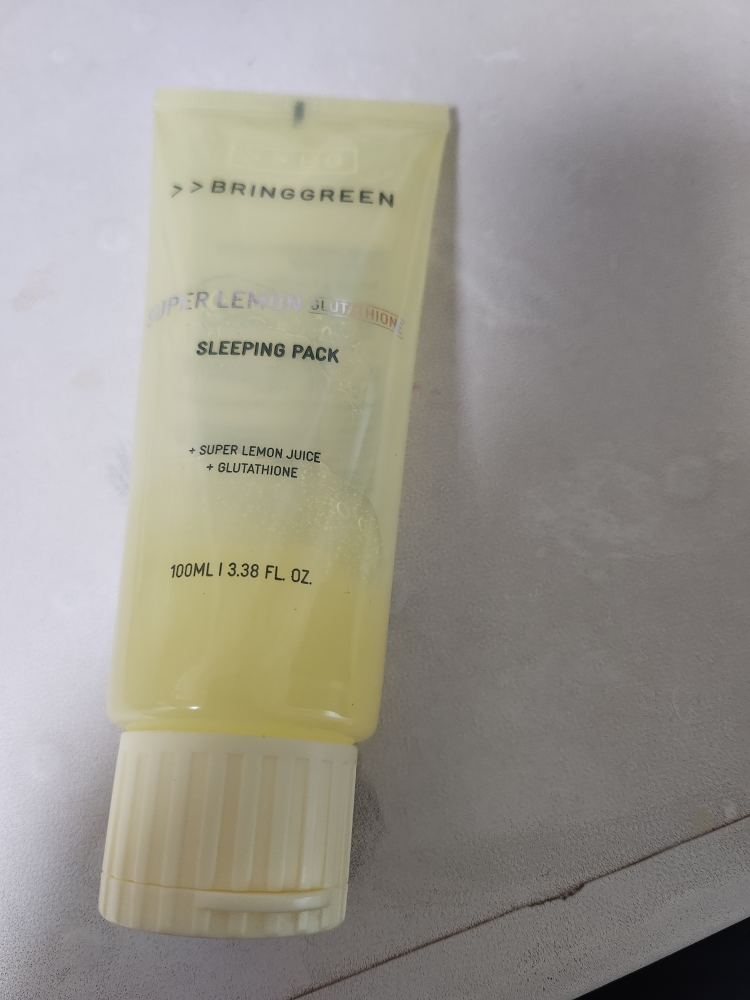 >>BRINGGREEN
SUPER LEMON GLUTATHIONE
SLEEPING PACK
+ SUPER LEMON JUICE
+ GLUTATHIONE
100ML I 3.38 FL. OZ.